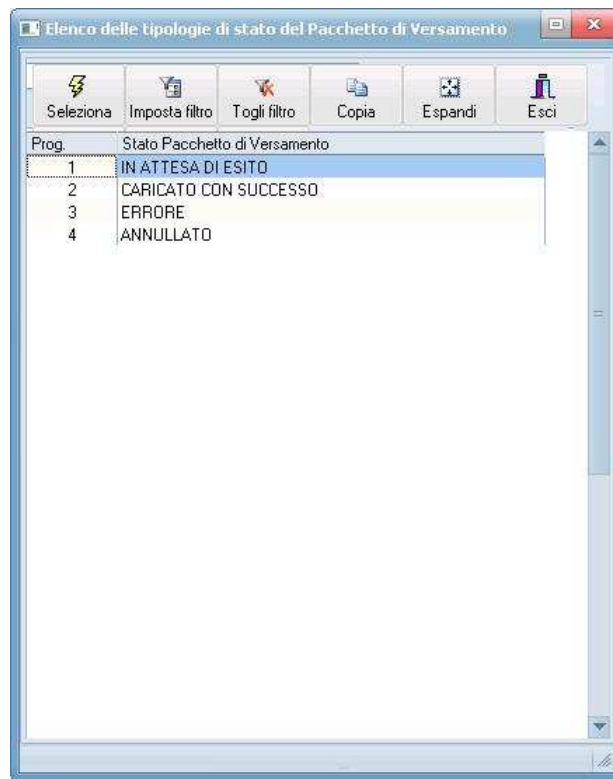 Elenco delle tipologie di stato del Pacchetto di Versamento
Seleziona Imposta filtro Togli filtro Copia Espandi Esci
Prog. Stato Pacchetto di Versamento
1 IN ATTESA DI ESITO
2 CARICATO CON SUCCESSO
3 ERRORE
4 ANNULLATO